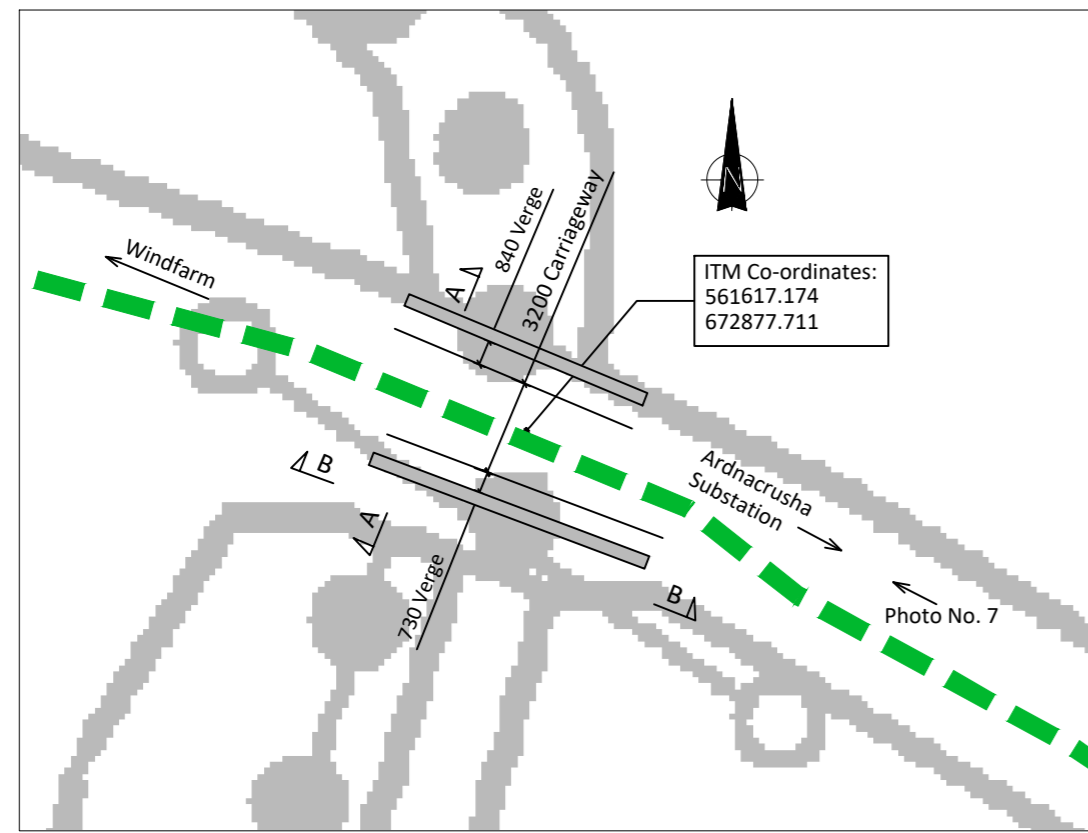 N
840 Verge
A
3200 Carriageway
Windfarm
ITM Co-ordinates:
561617.174
672877.711
B
A
Ardnacrusha
Substation
730 Verge
B
Photo No. 7